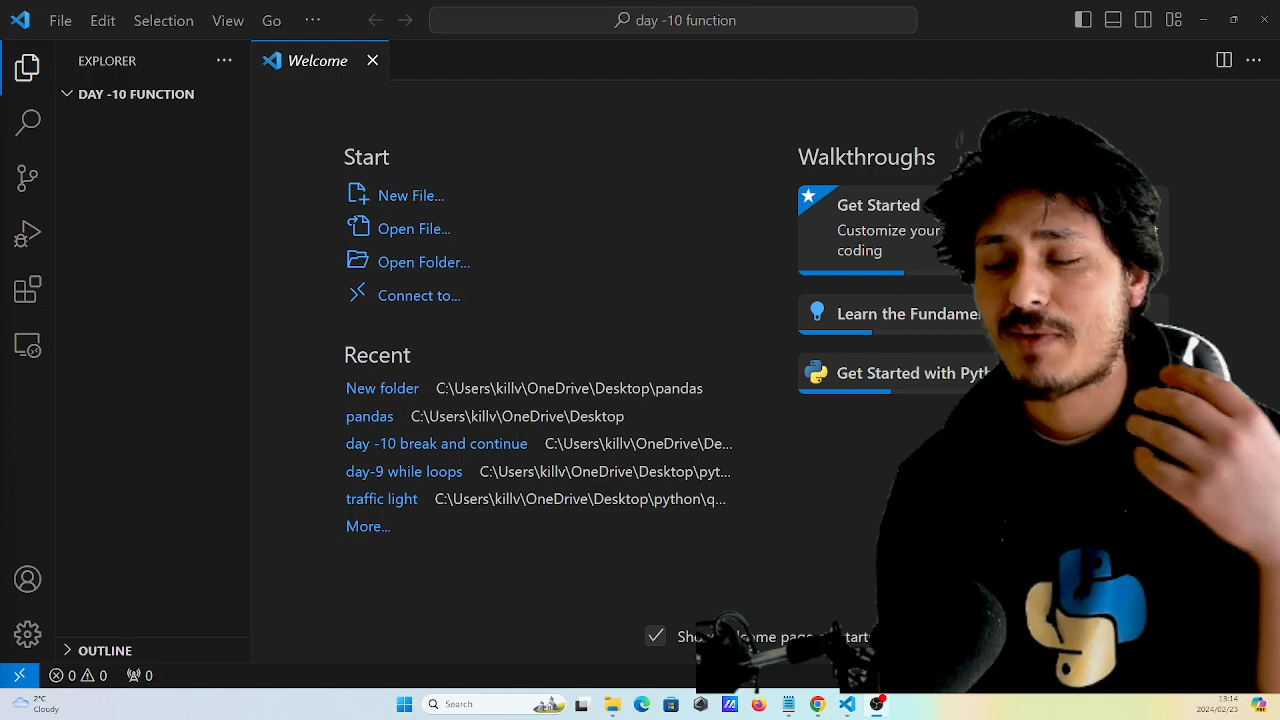 File Edit Selection View Go ···
day -10 function
EXPLORER
Welcome
DAY -10 FUNCTION
Start
New File...
Open File...
Open Folder...
Connect to...
Recent
New folder C:\Users\killv\OneDrive\Desktop\pandas
pandas C:\Users\killv\OneDrive\Desktop
day -10 break and continue C:\Users\killv\OneDrive\De...
day-9 while loops C:\Users\killv\OneDrive\Desktop\pyt...
traffic light C:\Users\killv\OneDrive\Desktop\python\q...
More...
Walkthroughs
Get Started
Customize your
coding
Learn the Fundamen
Get Started with Pyth
OUTLINE
0 0 0
2°C
Cloudy
Search
13:14
2024/02/23